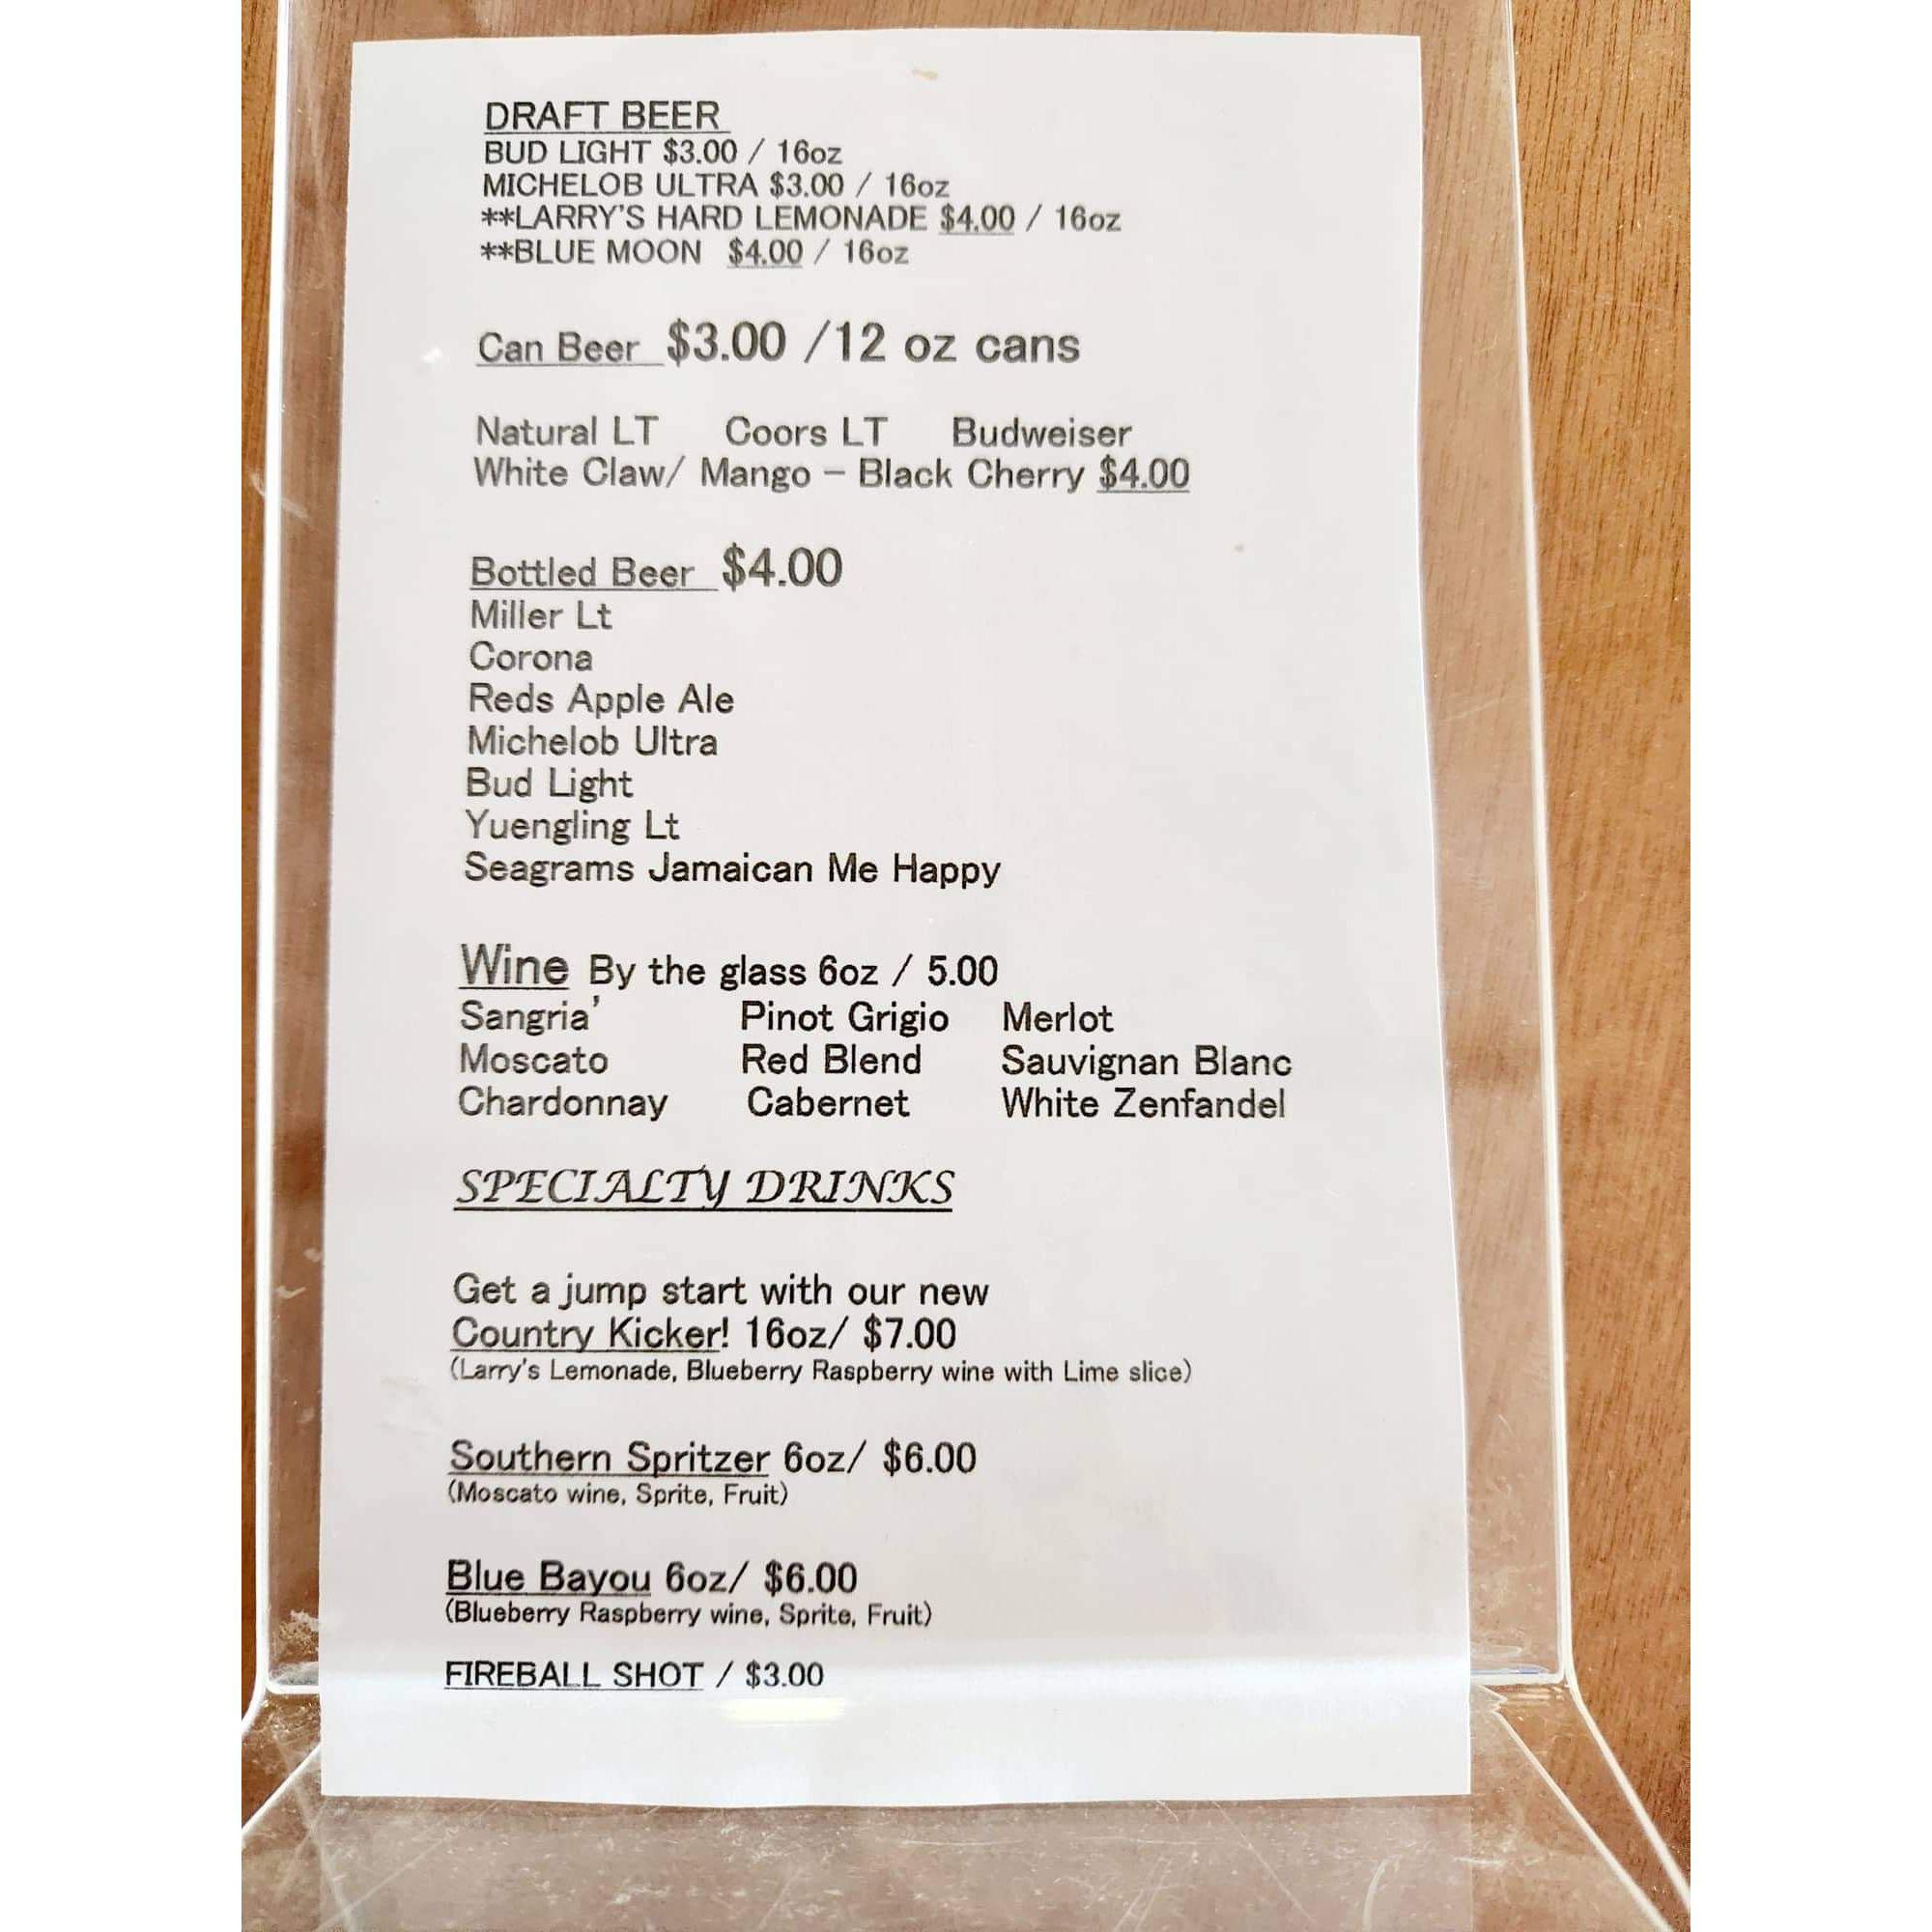 DRAFT BEER
BUD LIGHT $3.00 / 16oz
MICHELOB ULTRA $3.00 / 16oz
**LARRY'S HARD LEMONADE $4.00 / 16oz
**BLUE MOON $4.00 / 16oz
Can Beer $3.00 /12 oz cans
Natural LT Coors LT Budweiser
White Claw/ Mango - Black Cherry $4.00
Bottled Beer $4.00
Miller Lt
Corona
Reds Apple Ale
Michelob Ultra
Bud Light
Yuengling Lt
Seagrams Jamaican Me Happy
Wine By the glass 6oz / 5.00
Sangria' Pinot Grigio Merlot
Moscato Red Blend Sauvignan Blanc
Chardonnay Cabernet White Zenfandel
SPECIALTY DRINKS
Get a jump start with our new
Country Kicker! 16oz/ $7.00
(Larry's Lemonade, Blueberry Raspberry wine with Lime slice)
Southern Spritzer 6oz/ $6.00
(Moscato wine, Sprite, Fruit)
Blue Bayou 6oz/ $6.00
(Blueberry Raspberry wine, Sprite, Fruit)
FIREBALL SHOT / $3.00